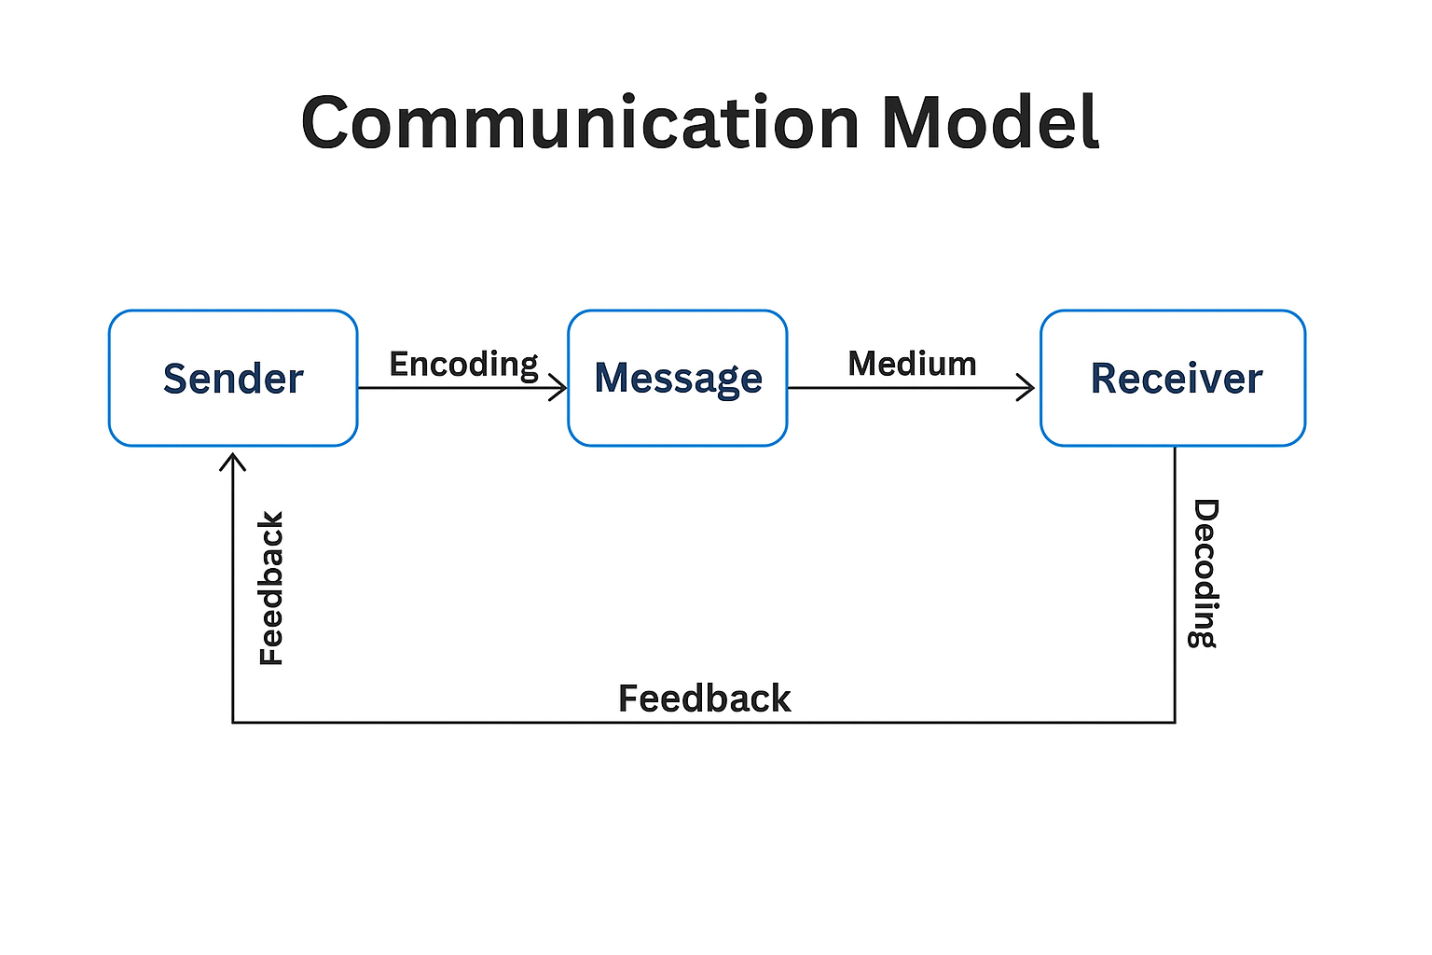 Communication Model
Sender
Encoding
Message
Medium
Receiver
Feedback
Decoding
Feedback